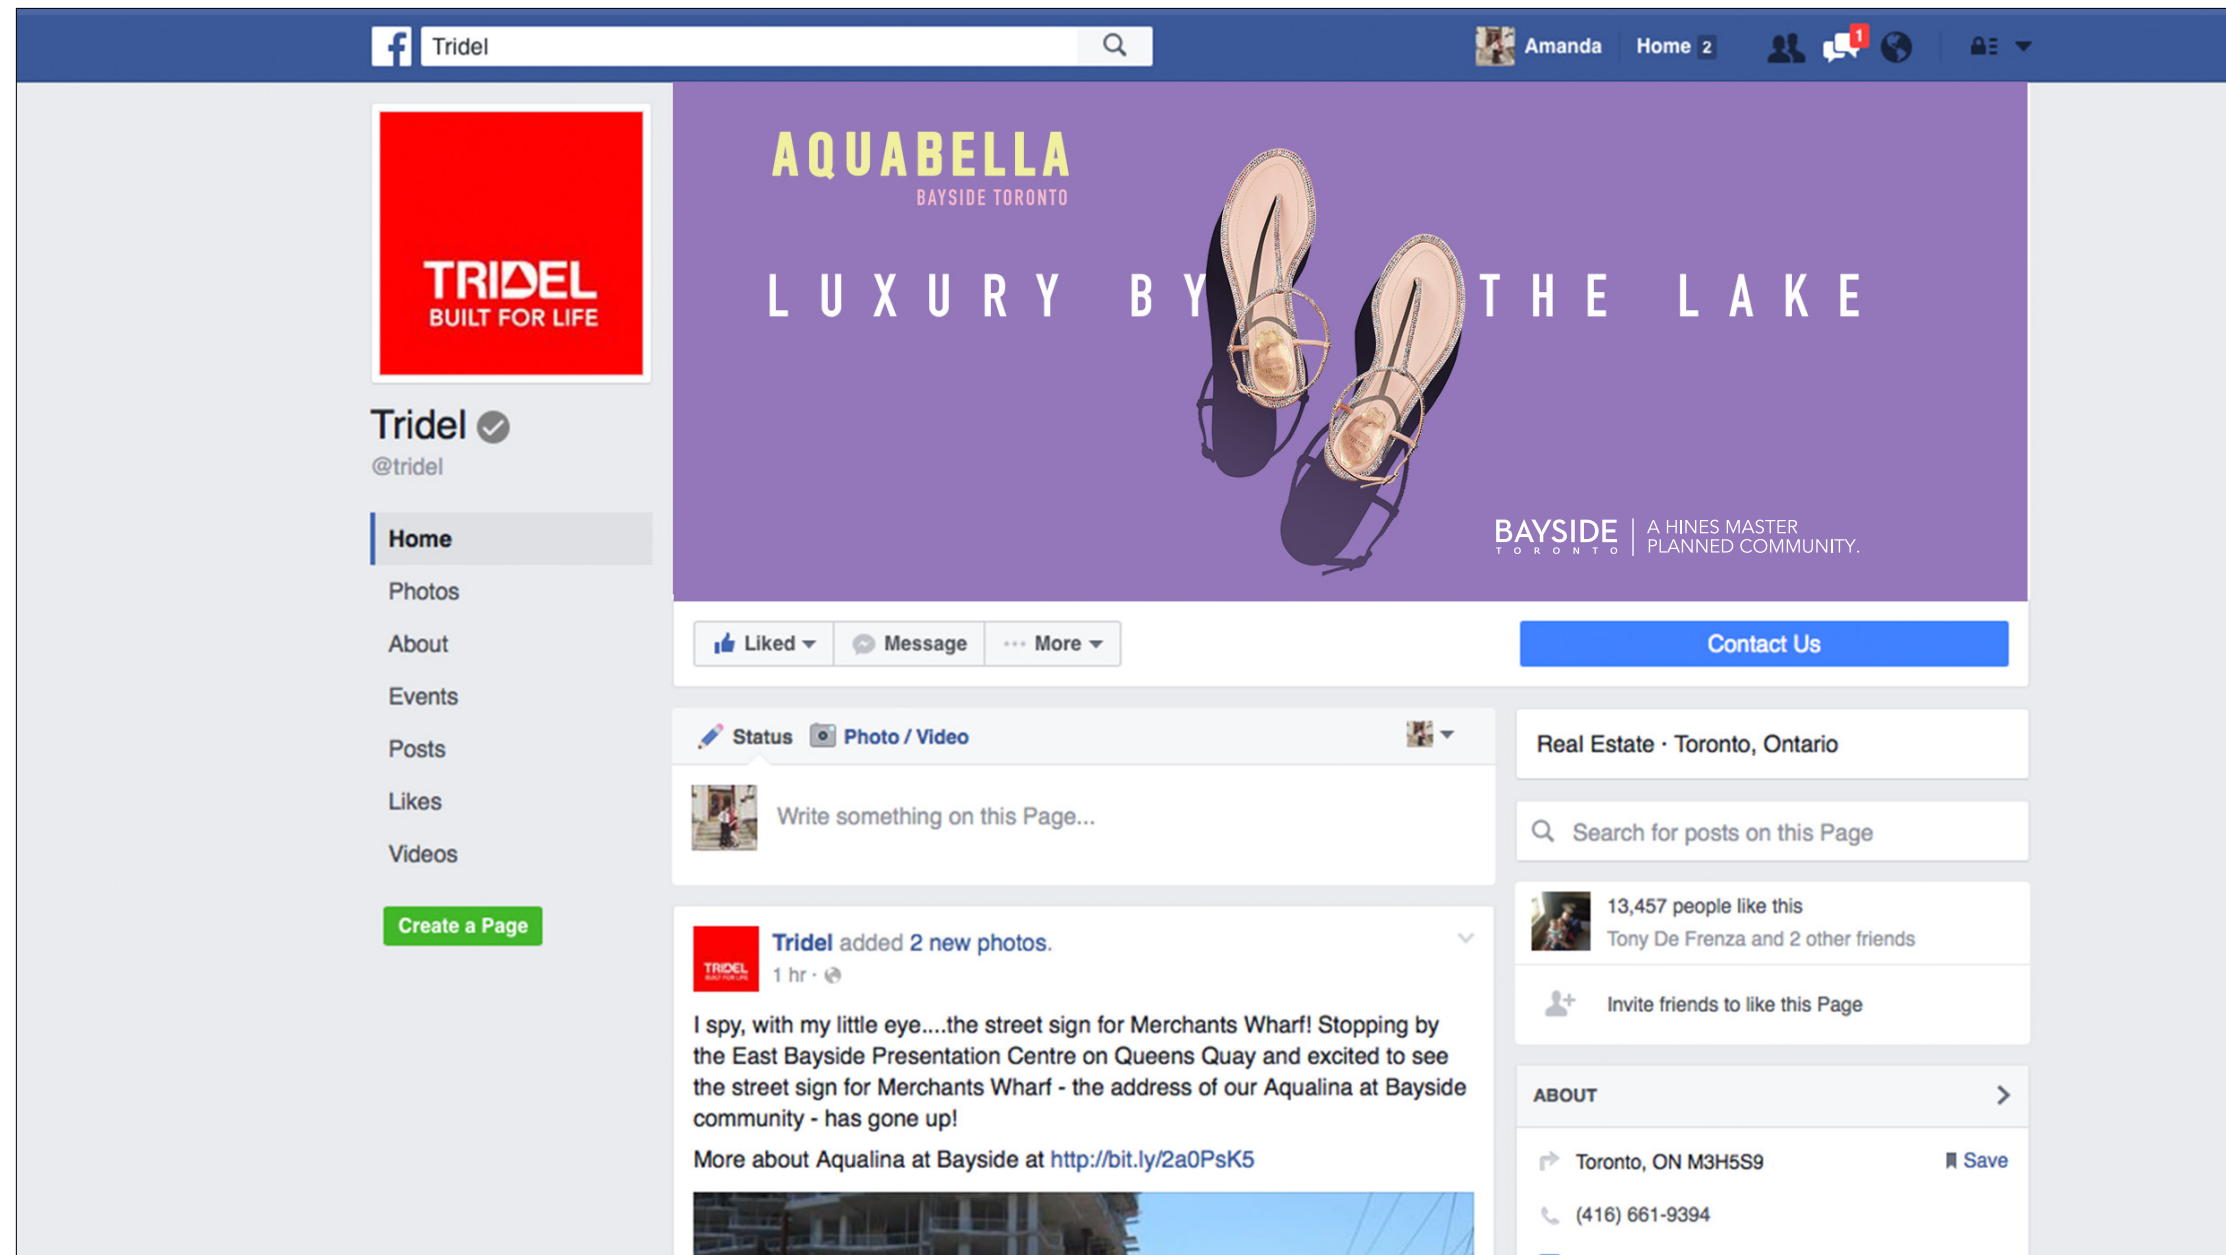 Tridel
Amanda
Home 2
1
TRIDEL
BUILT FOR LIFE
Tridel
@tridel
Home
Photos
About
Events
Posts
Likes
Videos
Create a Page
AQUABELLA
BAYSIDE TORONTO
LUXURY BY THE LAKE
BAYSIDE
TORONTO
A HINES MASTER
PLANNED COMMUNITY.
Liked
Message
More
Contact Us
Status
Photo / Video
Write something on this Page...
TRIDEL
BUILT FOR LIFE
Tridel added 2 new photos.
1 hr ·
I spy, with my little eye....the street sign for Merchants Wharf! Stopping by
the East Bayside Presentation Centre on Queens Quay and excited to see
the street sign for Merchants Wharf - the address of our Aqualina at Bayside
community - has gone up!
More about Aqualina at Bayside at http://bit.ly/2a0PsK5
Real Estate · Toronto, Ontario
Search for posts on this Page
13,457 people like this
Tony De Frenza and 2 other friends
Invite friends to like this Page
ABOUT
Toronto, ON M3H5S9
Save
(416) 661-9394